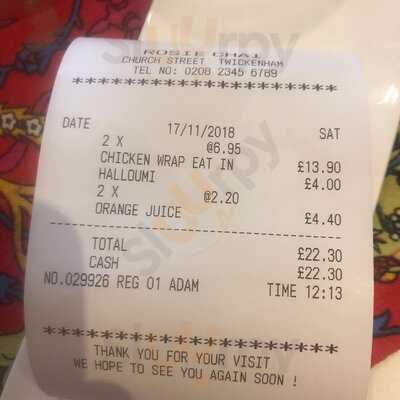 ROSIE CHAI
CHURCH STREET TWICKENHAM
TEL NO: 0208 2345 6789
*********************************
DATE 17/11/2018 SAT
2 X @6.95
CHICKEN WRAP EAT IN £13.90
HALLOUMI £4.00
2 X @2.20
ORANGE JUICE £4.40
TOTAL £22.30
CASH £22.30
NO.029926 REG 01 ADAM TIME 12:13
*********************************
THANK YOU FOR YOUR VISIT
WE HOPE TO SEE YOU AGAIN SOON !
sluurpy